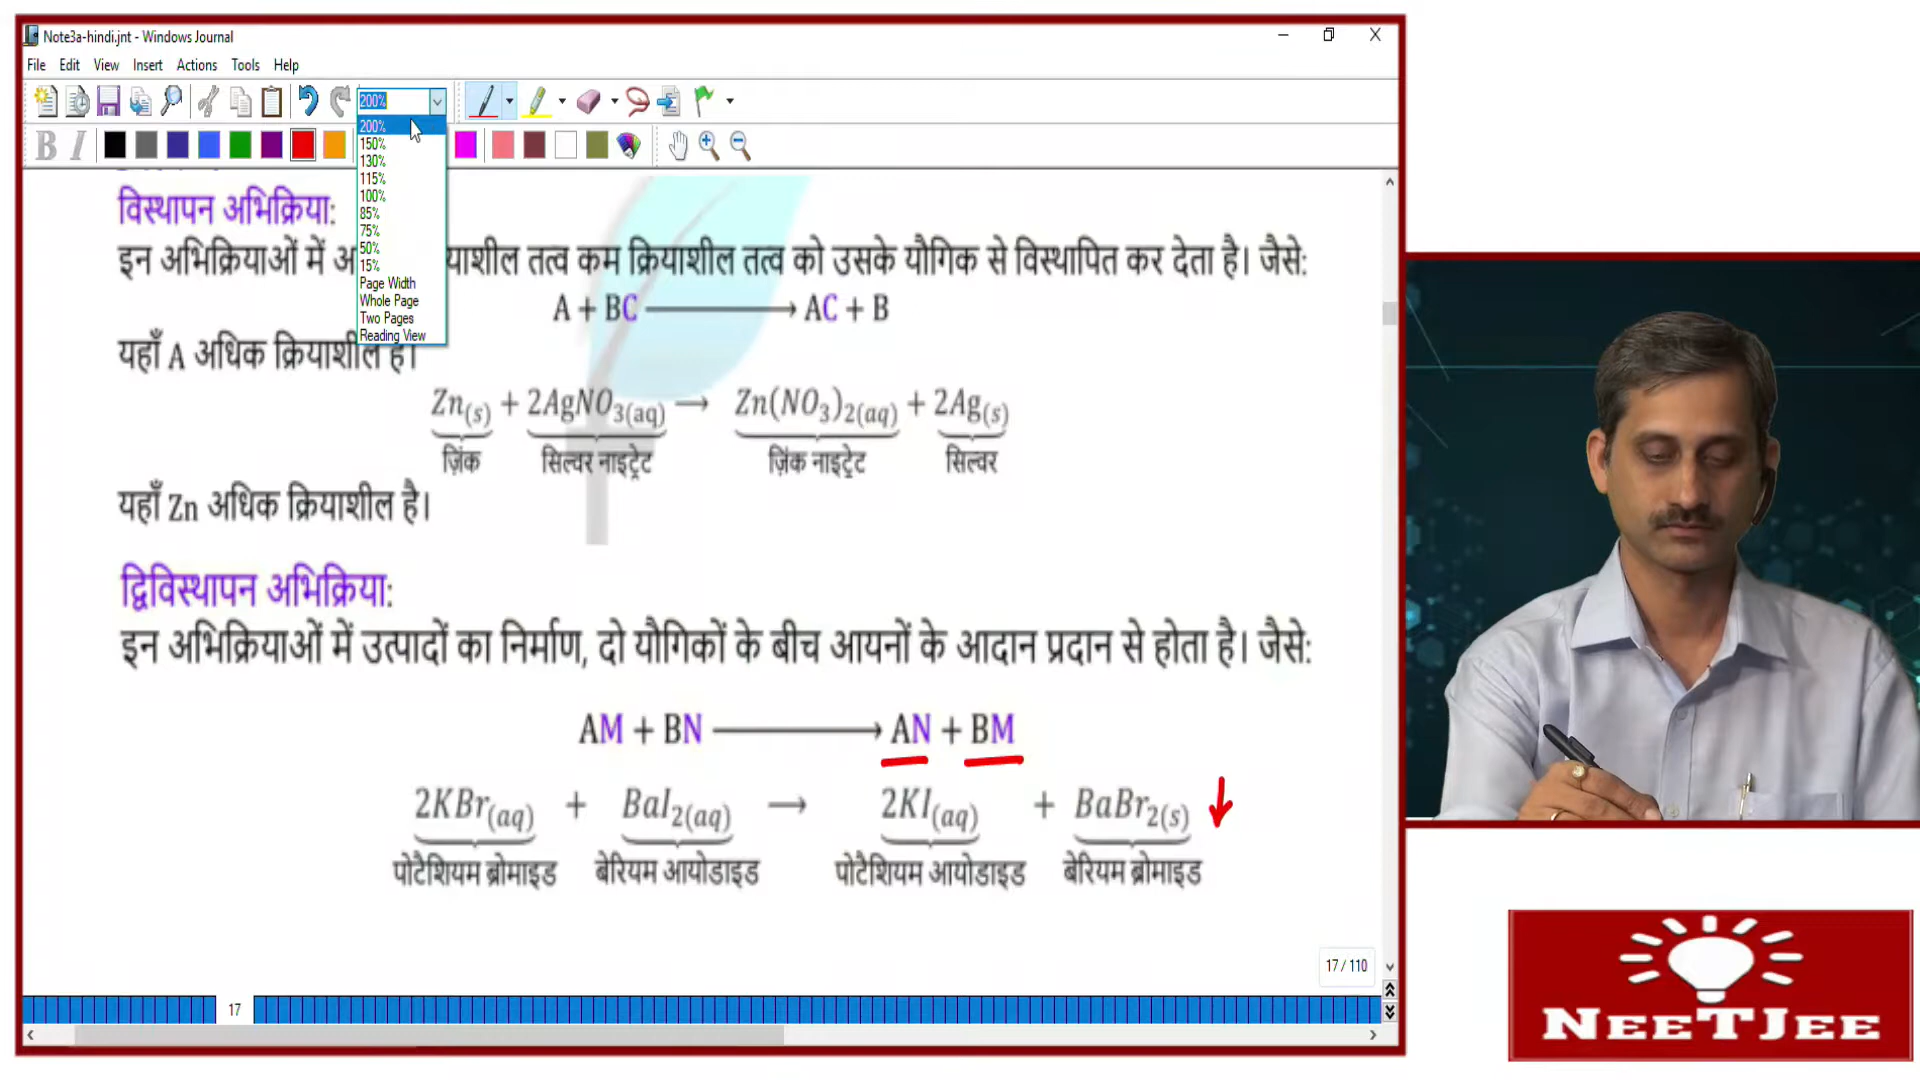 Note3a-hindi.jnt - Windows Journal
File Edit View Insert Actions Tools Help
200%
200%
150%
130%
115%
100%
85%
75%
50%
15%
Page Width
Whole Page
Two Pages
Reading View
B I
विस्थापन अभिक्रिया:
इन अभिक्रियाओं में अ याशील तत्व कम क्रियाशील तत्व को उसके यौगिक से विस्थापित कर देता है। जैसे:
A + BC ⟶ AC + B
यहाँ A अधिक क्रियाशील है।
Zn(s) + 2AgNO3(aq) → Zn(NO3)2(aq) + 2Ag(s)
ज़िंक सिल्वर नाइट्रेट ज़िंक नाइट्रेट सिल्वर
यहाँ Zn अधिक क्रियाशील है।
द्विविस्थापन अभिक्रिया:
इन अभिक्रियाओं में उत्पादों का निर्माण, दो यौगिकों के बीच आयनों के आदान प्रदान से होता है। जैसे:
AM + BN ⟶ AN + BM
2KBr(aq) + BaI2(aq) → 2KI(aq) + BaBr2(s) ↓
पोटैशियम ब्रोमाइड बेरियम आयोडाइड पोटैशियम आयोडाइड बेरियम ब्रोमाइड
17 / 110
17
NEETJEE